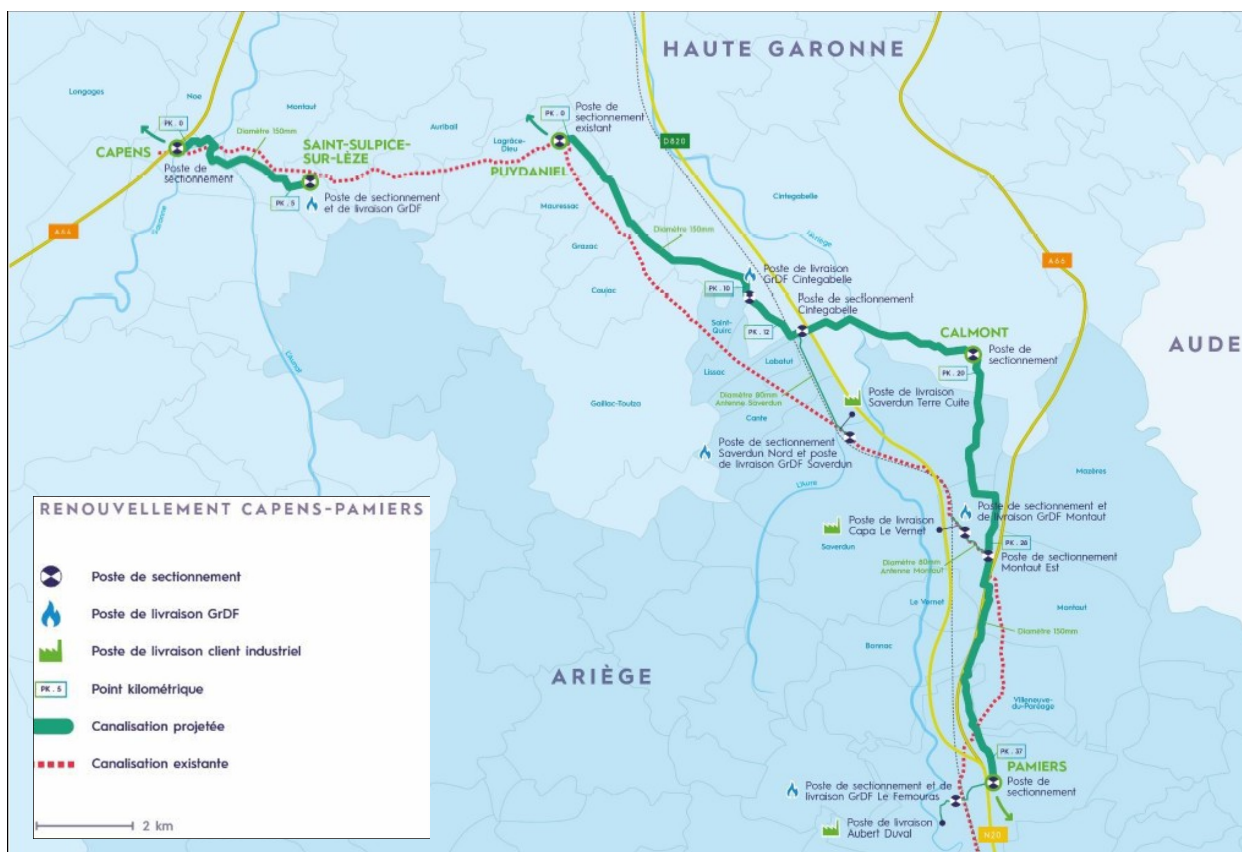 HAUTE GARONNE
Longages
Noe
Montaut
PK . 0
Diamètre 150mm
CAPENS
Poste de
sectionnement
SAINT-SULPICE-
SUR-LÈZE
PK . 5
Poste de sectionnement
et de livraison GrDF
A64
Garonne
Auribail
Lagrâce-
Dieu
PK . 0
Poste de
sectionnement
existant
PUYDANIEL
D820
Mauressac
Grazac
Caujac
Diamètre 150mm
Cintegabelle
l'Ariège
A66
Poste de livraison
GrDF Cintegabelle
PK . 10
Poste de sectionnement
Cintegabelle
Saint-
Quirc
PK . 12
Labatut
Lissac
CALMONT
Poste de
sectionnement
PK . 20
AUDE
Gaillac-Toulza
Diamètre 80mm
Antenne Saverdun
Cante
Poste de livraison
Saverdun Terre Cuite
Poste de sectionnement
Saverdun Nord et poste
de livraison GrDF Saverdun
Mazères
Poste de livraison
Capa Le Vernet
Poste de sectionnement et
de livraison GrDF Montaut
PK . 26
Poste de sectionnement
Montaut Est
Saverdun
Diamètre 80mm
Antenne Montaut
Le Vernet
Montaut
Diamètre 150mm
Bonnac
ARIÈGE
Villeneuve-
du-Paréage
PK . 37
PAMIERS
Poste de
sectionnement
Poste de sectionnement et de
livraison GrDF Le Femouras
Poste de livraison
Aubert Duval
N20
RENOUVELLEMENT CAPENS-PAMIERS
Poste de sectionnement
Poste de livraison GrDF
Poste de livraison client industriel
PK . 5
Point kilométrique
Canalisation projetée
Canalisation existante
2 km